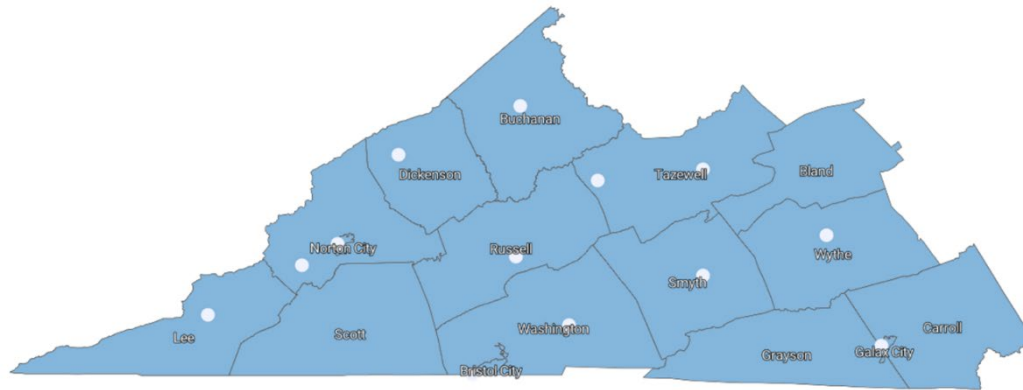 Buchanan
Dickenson
Tazewell
Bland
Norton City
Russell
Wythe
Smyth
Lee
Scott
Washington
Carroll
Grayson
Galax City
Bristol City